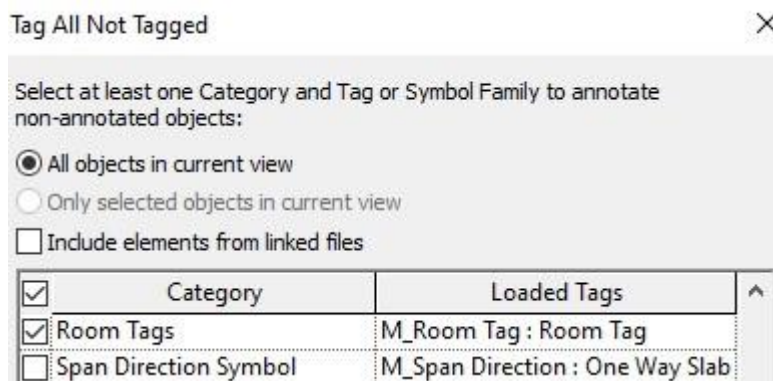 Tag All Not Tagged
Select at least one Category and Tag or Symbol Family to annotate
non-annotated objects:
All objects in current view
Only selected objects in current view
Include elements from linked files
Category Loaded Tags
Room Tags M_Room Tag : Room Tag
Span Direction Symbol M_Span Direction : One Way Slab